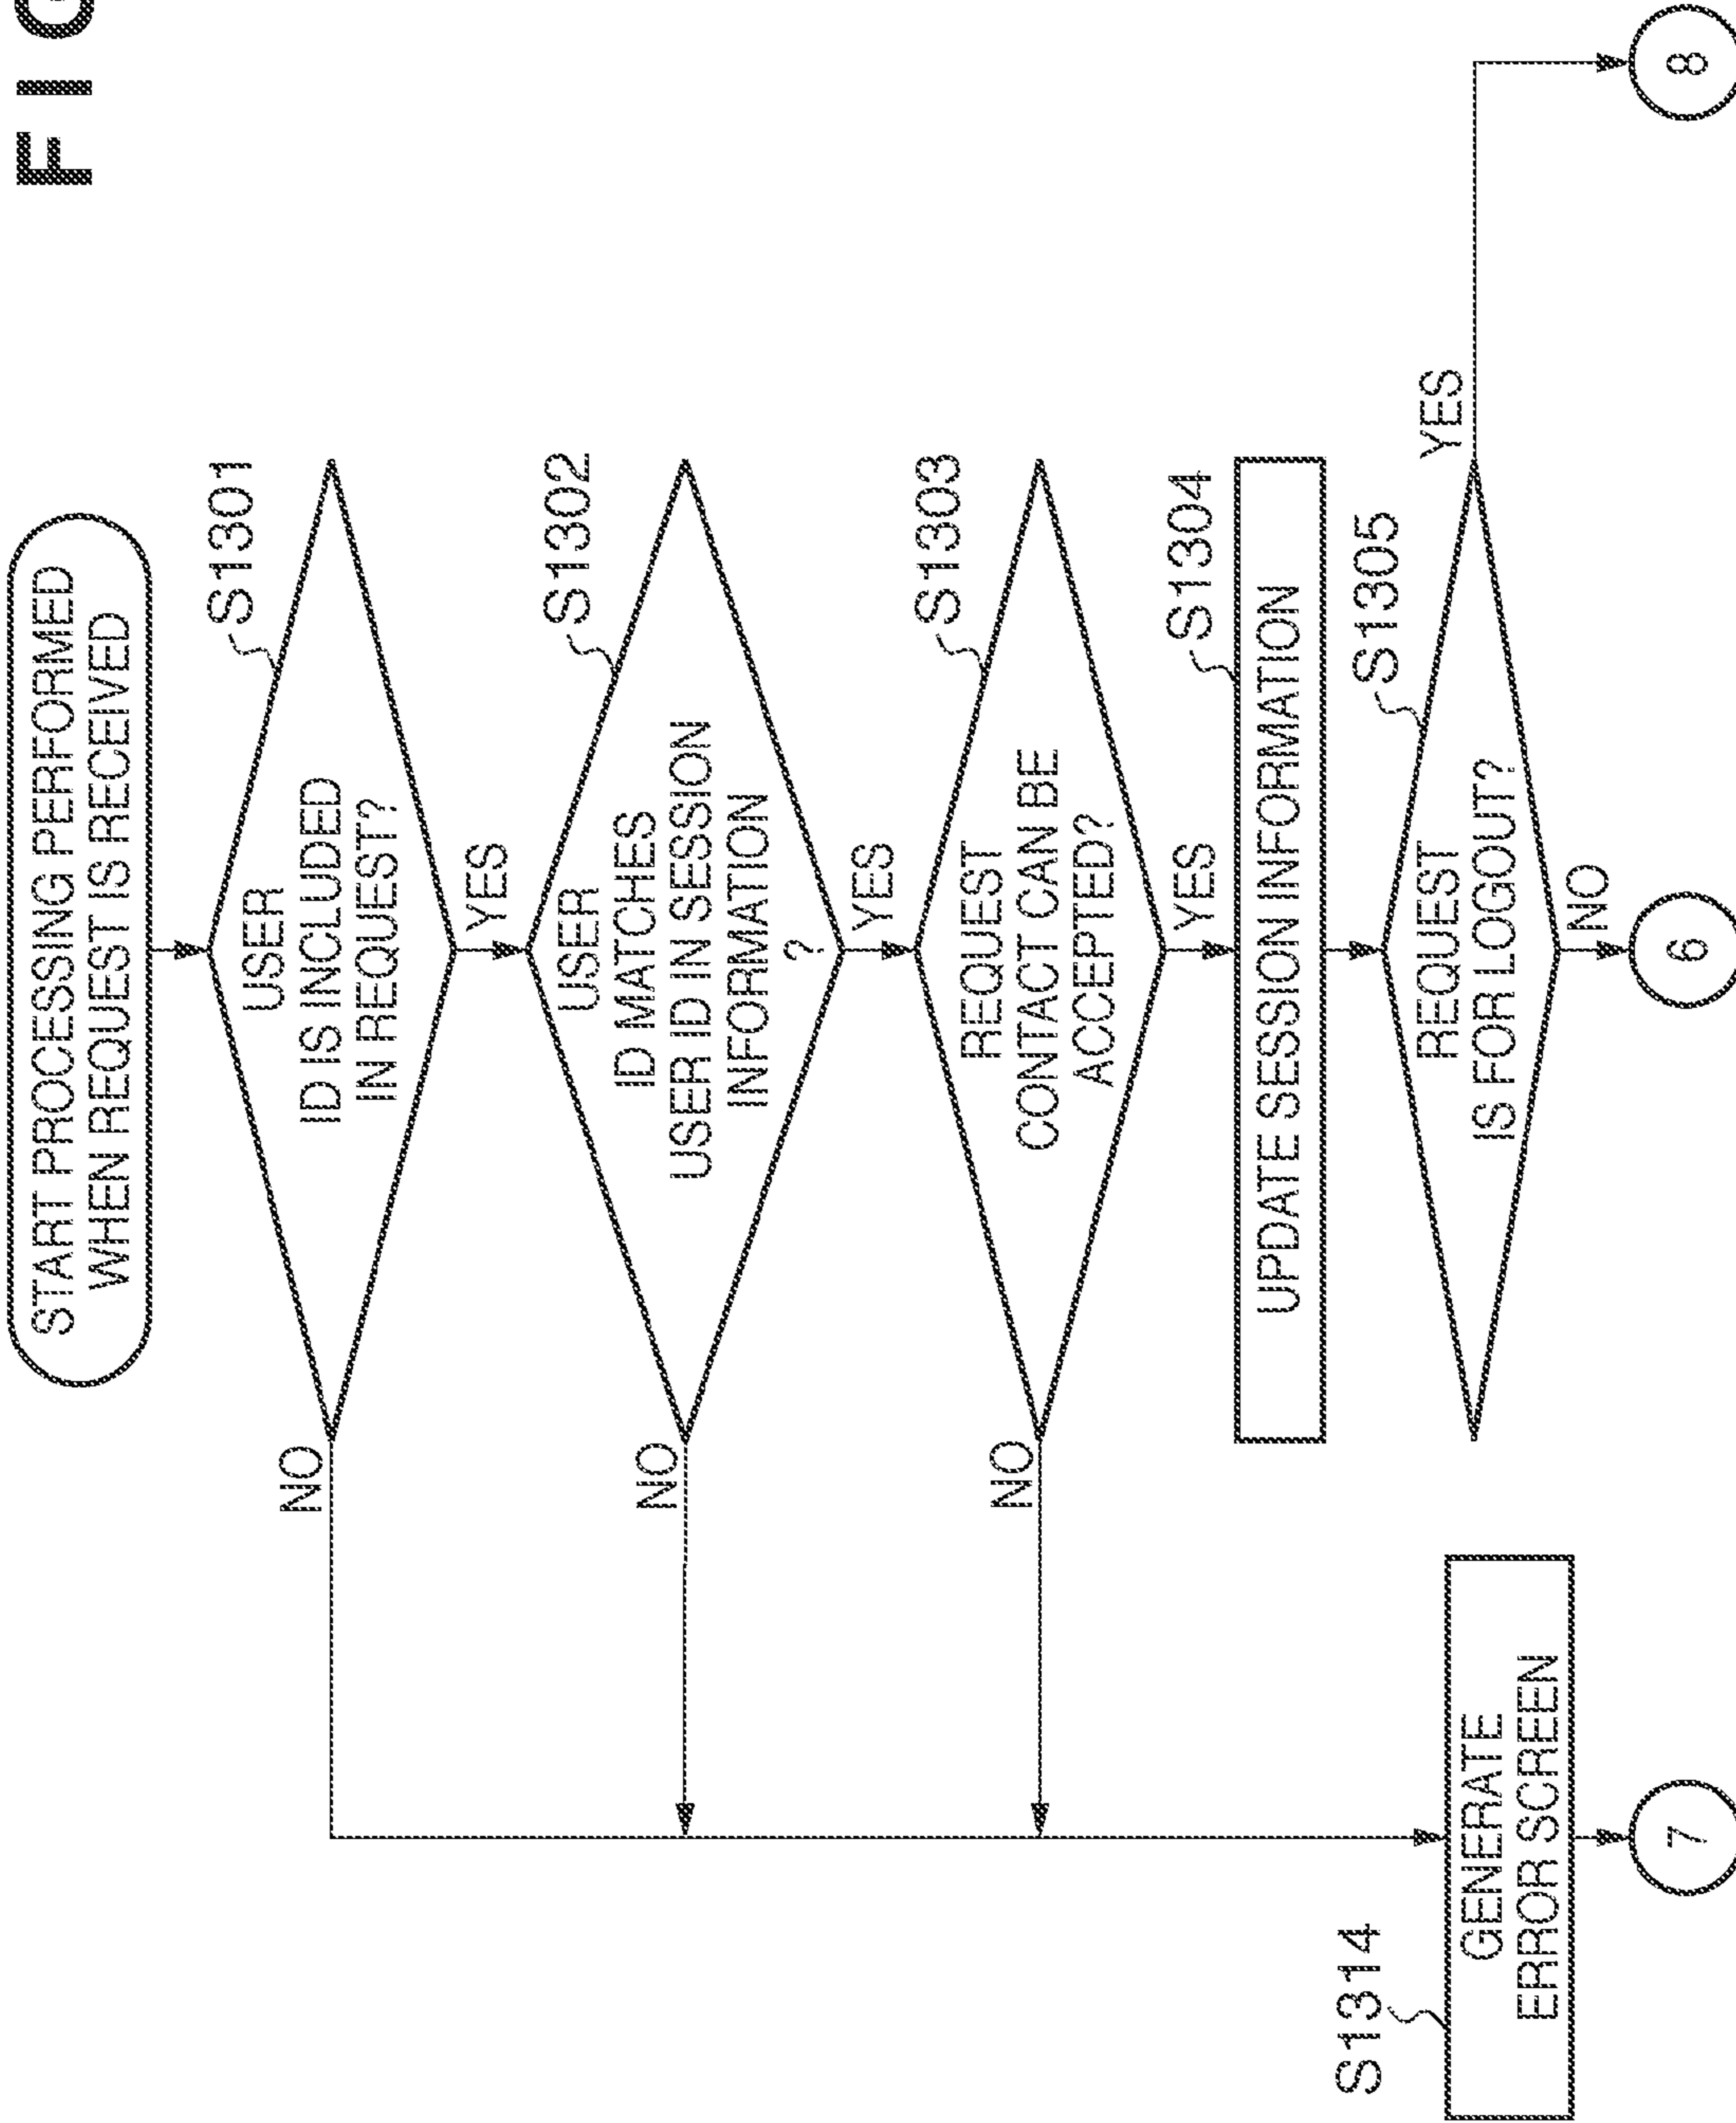 FIG
START PROCESSING PERFORMED
WHEN REQUEST IS RECEIVED
S1301
USER
ID IS INCLUDED
IN REQUEST?
NO
YES
S1302
USER
ID MATCHES
USER ID IN SESSION
INFORMATION
?
NO
YES
S1303
REQUEST
CONTACT CAN BE
ACCEPTED?
NO
YES
S1304
UPDATE SESSION INFORMATION
S1305
REQUEST
IS FOR LOGOUT?
YES
NO
S1314
GENERATE
ERROR SCREEN
7
6
8